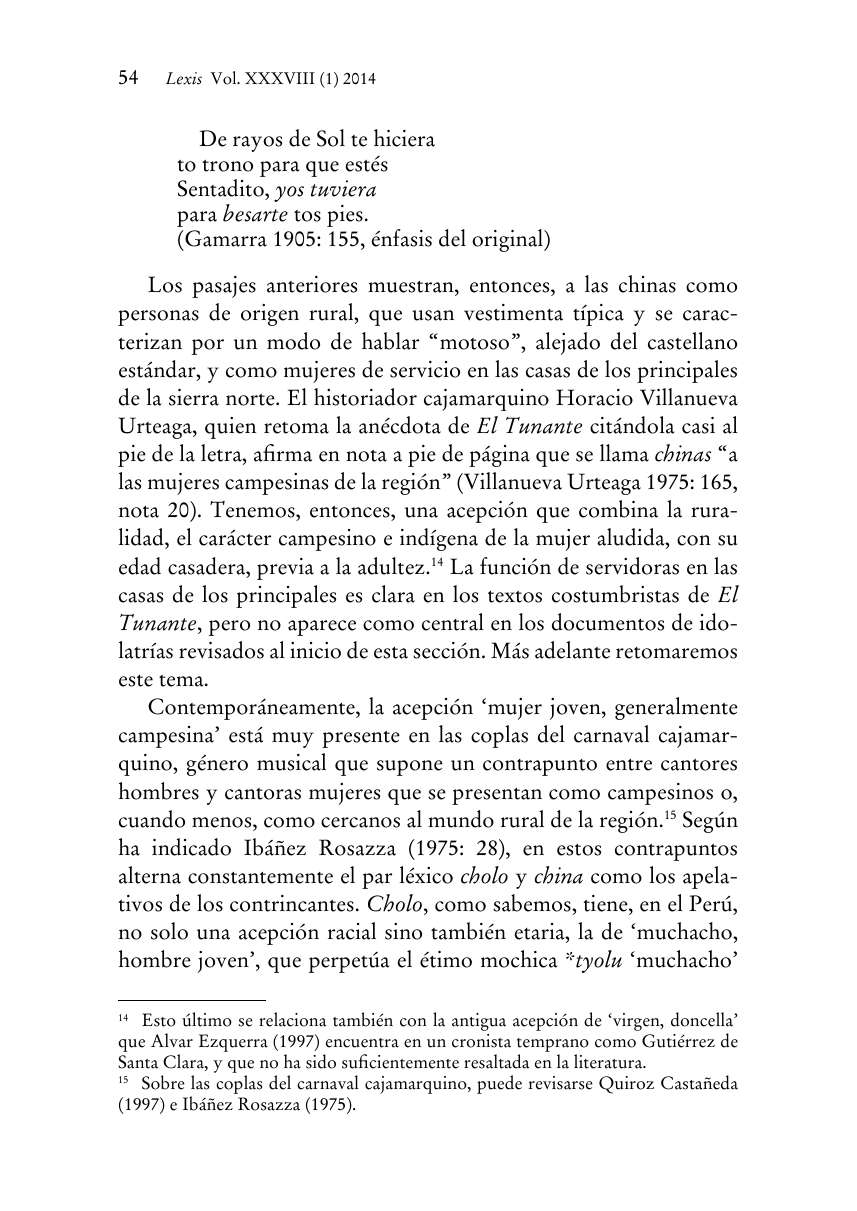 54 Lexis Vol. XXXVIII (1) 2014
De rayos de Sol te hiciera
to trono para que estés
Sentadito, yos tuviera
para besarte tos pies.
(Gamarra 1905: 155, énfasis del original)
Los pasajes anteriores muestran, entonces, a las chinas como
personas de origen rural, que usan vestimenta típica y se carac-
terizan por un modo de hablar “motoso”, alejado del castellano
estándar, y como mujeres de servicio en las casas de los principales
de la sierra norte. El historiador cajamarquino Horacio Villanueva
Urteaga, quien retoma la anécdota de El Tunante citándola casi al
pie de la letra, afirma en nota a pie de página que se llama chinas “a
las mujeres campesinas de la región” (Villanueva Urteaga 1975: 165,
nota 20). Tenemos, entonces, una acepción que combina la rura-
lidad, el carácter campesino e indígena de la mujer aludida, con su
edad casadera, previa a la adultez.14 La función de servidoras en las
casas de los principales es clara en los textos costumbristas de El
Tunante, pero no aparece como central en los documentos de ido-
latrías revisados al inicio de esta sección. Más adelante retomaremos
este tema.
Contemporáneamente, la acepción ‘mujer joven, generalmente
campesina’ está muy presente en las coplas del carnaval cajamar-
quino, género musical que supone un contrapunto entre cantores
hombres y cantoras mujeres que se presentan como campesinos o,
cuando menos, como cercanos al mundo rural de la región.15 Según
ha indicado Ibáñez Rosazza (1975: 28), en estos contrapuntos
alterna constantemente el par léxico cholo y china como los apela-
tivos de los contrincantes. Cholo, como sabemos, tiene, en el Perú,
no solo una acepción racial sino también etaria, la de ‘muchacho,
hombre joven’, que perpetúa el étimo mochica *tyolu ‘muchacho’
14 Esto último se relaciona también con la antigua acepción de ‘virgen, doncella’
que Alvar Ezquerra (1997) encuentra en un cronista temprano como Gutiérrez de
Santa Clara, y que no ha sido suficientemente resaltada en la literatura.
15 Sobre las coplas del carnaval cajamarquino, puede revisarse Quiroz Castañeda
(1997) e Ibáñez Rosazza (1975).